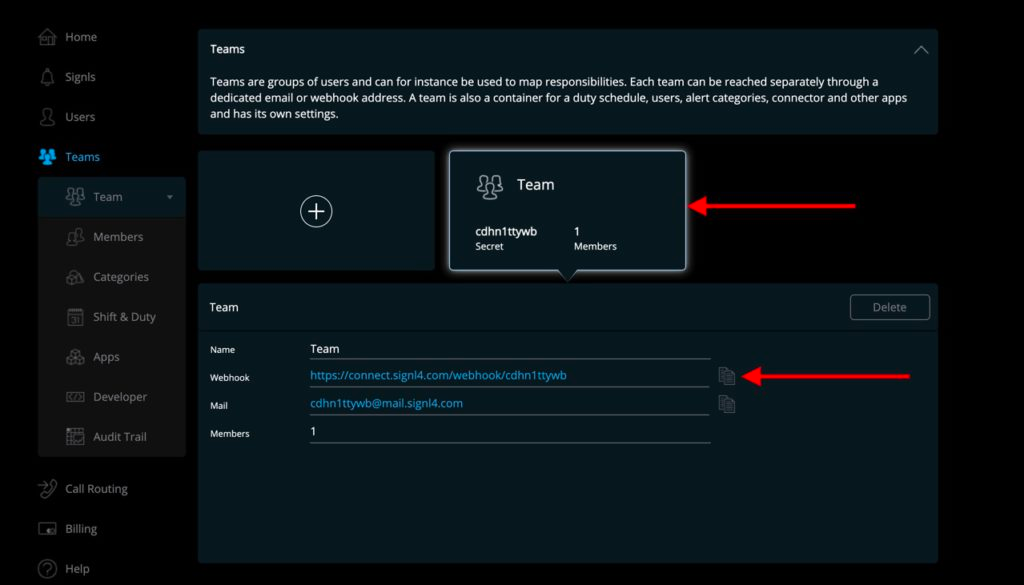 Home
Signls
Users
Teams
Team
Members
Categories
Shift & Duty
31
Apps
Developer
Audit Trail
Call Routing
Billing
Help
Teams
Teams are groups of users and can for instance be used to map responsibilities. Each team can be reached separately through a
dedicated email or webhook address. A team is also a container for a duty schedule, users, alert categories, connector and other apps
and has its own settings.
Team
cdhn1ttywb 1
Secret Members
Team Delete
Name Team
Webhook https://connect.signl4.com/webhook/cdhn1ttywb
Mail cdhn1ttywb@mail.signl4.com
Members 1